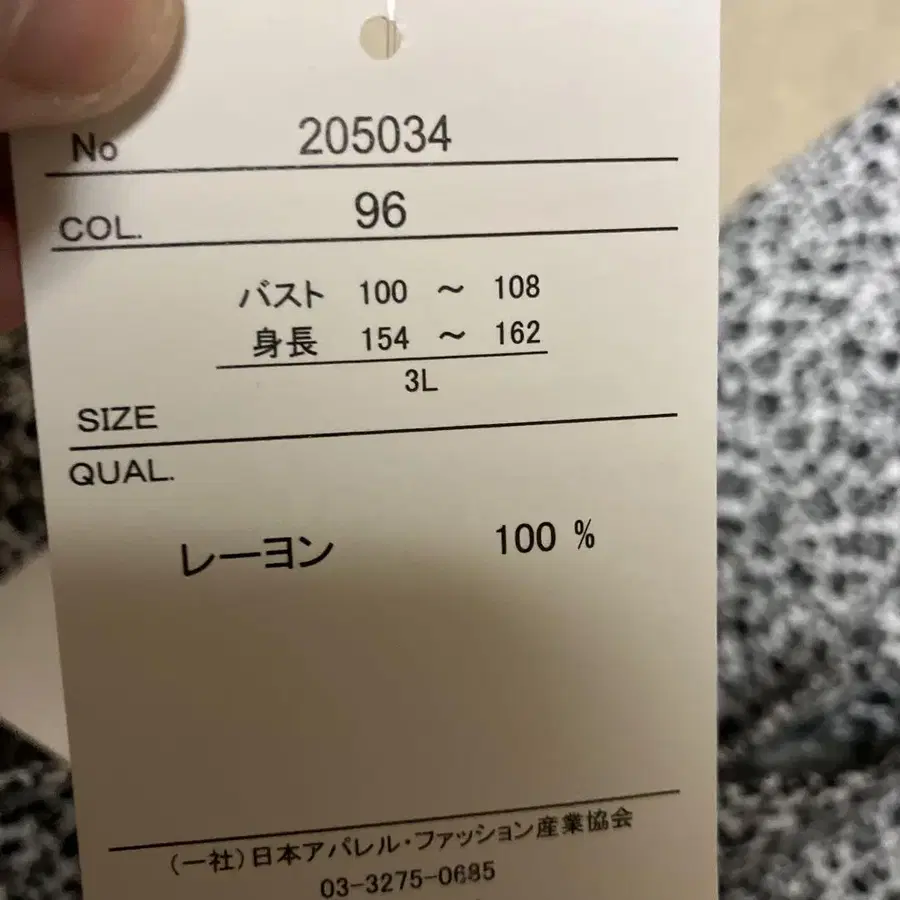 No 205034
COL. 96
バスト 100 ～ 108
身長 154 ～ 162
3L
SIZE
QUAL.
レーヨン 100 %
(一社)日本アパレル・ファッション産業協会
03-3275-0685